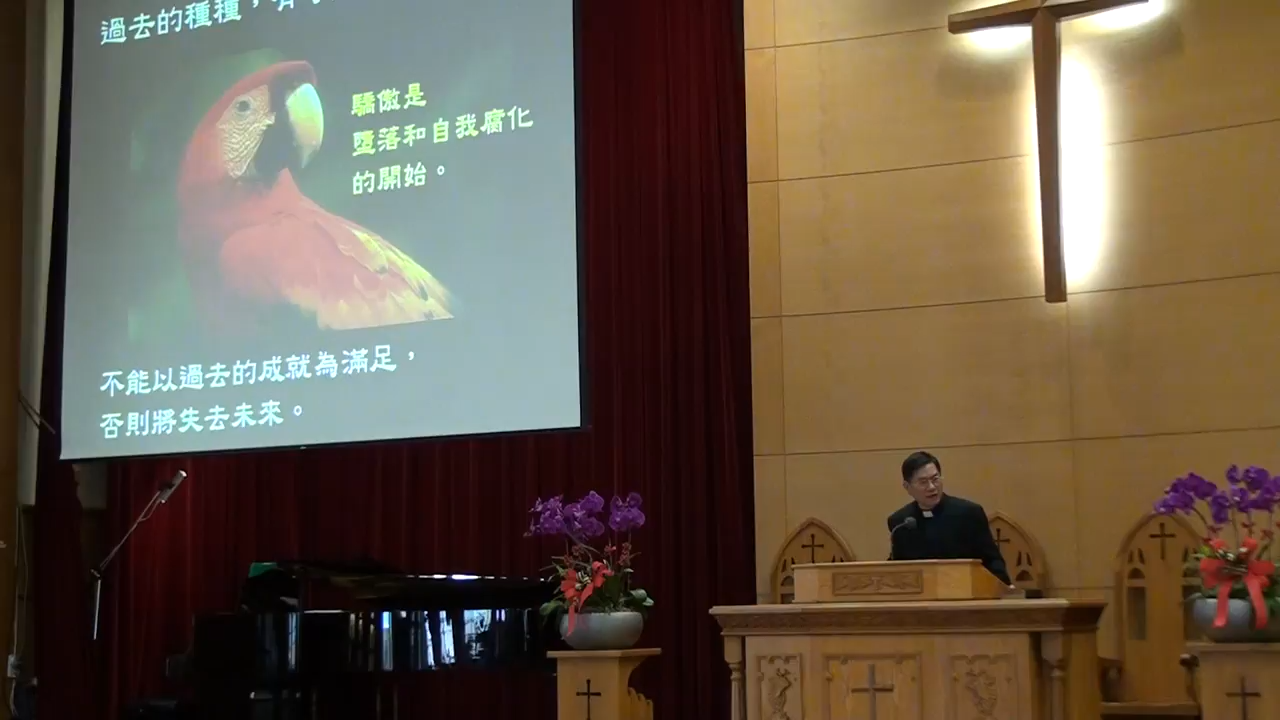 過去的種種，
驕傲是
墮落和自我腐化
的開始。
不能以過去的成就為滿足，
否則將失去未來。